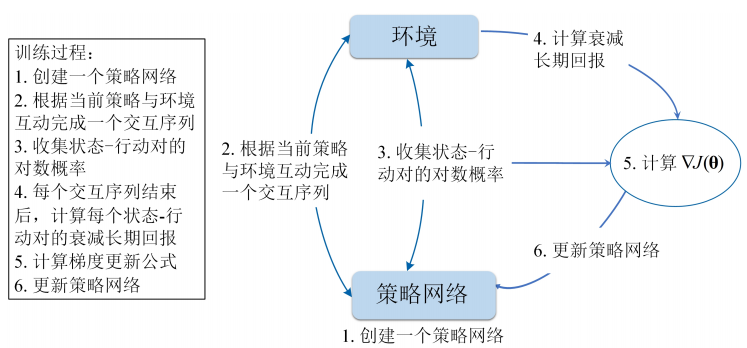 训练过程：
1. 创建一个策略网络
2. 根据当前策略与环境
互动完成一个交互序列
3. 收集状态–行动对的
对数概率
4. 每个交互序列结束
后，计算每个状态-行
动对的衰减长期回报
5. 计算梯度更新公式
6. 更新策略网络
环境
4. 计算衰减
长期回报
2. 根据当前策略
与环境互动完成
一个交互序列
3. 收集状态–行
动对的对数概率
5. 计算 ∇J(θ)
6. 更新策略网络
策略网络
1. 创建一个策略网络